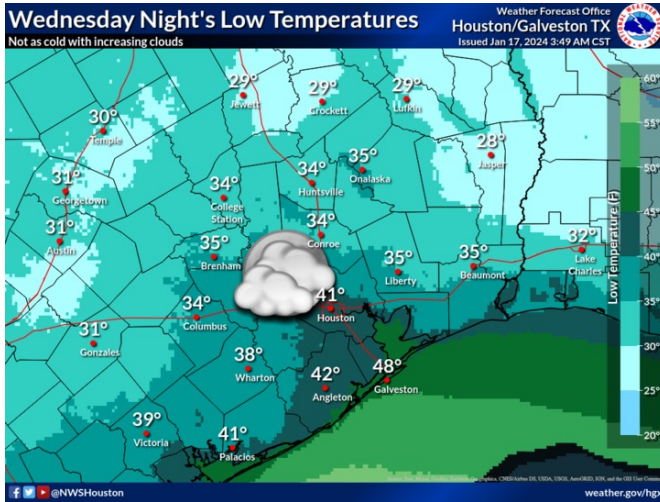 Wednesday Night's Low Temperatures
Not as cold with increasing clouds
Weather Forecast Office
Houston/Galveston TX
Issued Jan 17, 2024 3:49 AM CST
29°
Jewett
29°
Crockett
29°
Lufkin
30°
Temple
28°
Jasper
31°
Georgetown
34°
Huntsville
35°
Onalaska
34°
College
Station
31°
Austin
34°
Conroe
35°
Brenham
35°
Liberty
35°
Beaumont
32°
Lake
Charles
34°
Columbus
41°
Houston
31°
Gonzales
38°
Wharton
42°
Angleton
48°
Galveston
39°
Victoria
41°
Palacios
Low Temperature (F)
60°
55°
50°
45°
40°
35°
30°
25°
20°
@NWSHouston
weather.gov/hgx